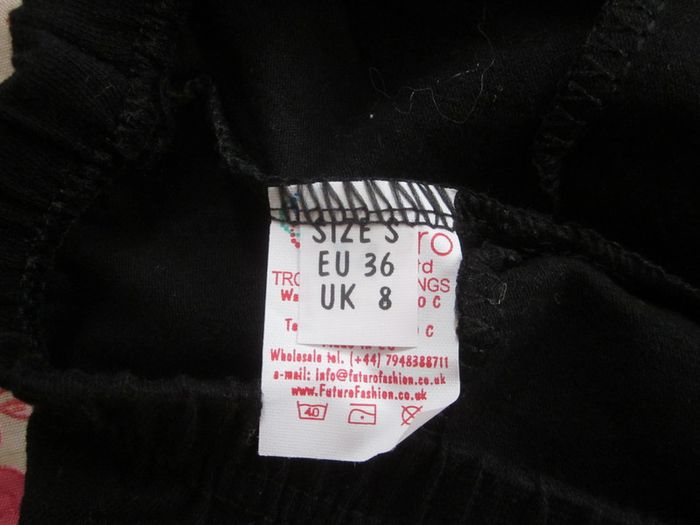 SIZE S
EU 36
UK 8
Wholesale tel. (+44) 7948388711
e-mail: info@futurofashion.co.uk
www.FuturoFashion.co.uk
40